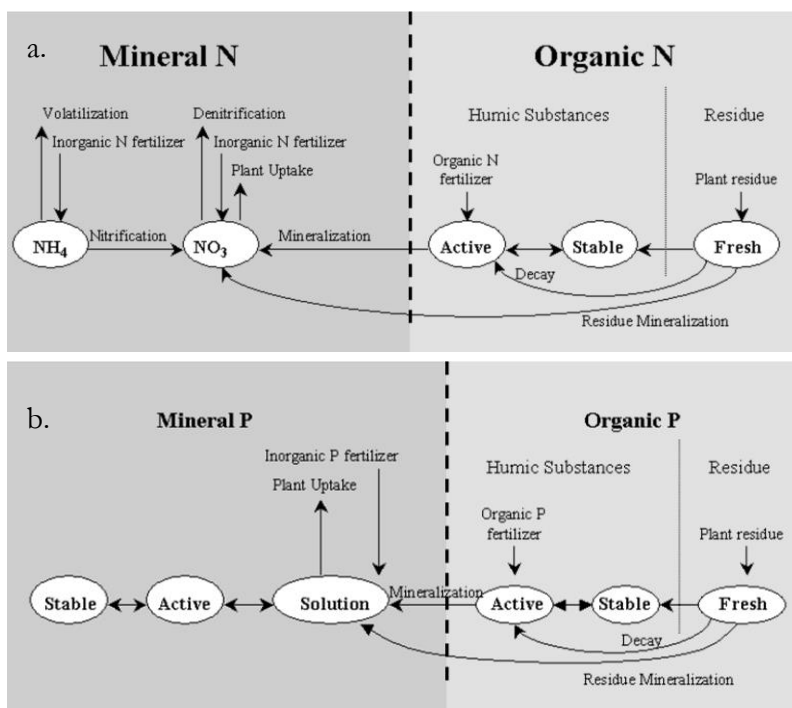 a.
Mineral N
Organic N
Volatilization
Denitrification
Humic Substances
Residue
Inorganic N fertilizer
Inorganic N fertilizer
Plant Uptake
Organic N
fertilizer
Plant residue
NH4
Nitrification
NO3
Mineralization
Active
Stable
Fresh
Decay
Residue Mineralization
b.
Mineral P
Organic P
Inorganic P fertilizer
Plant Uptake
Humic Substances
Residue
Organic P
fertilizer
Plant residue
Stable
Active
Solution
Mineralization
Active
Stable
Fresh
Decay
Residue Mineralization